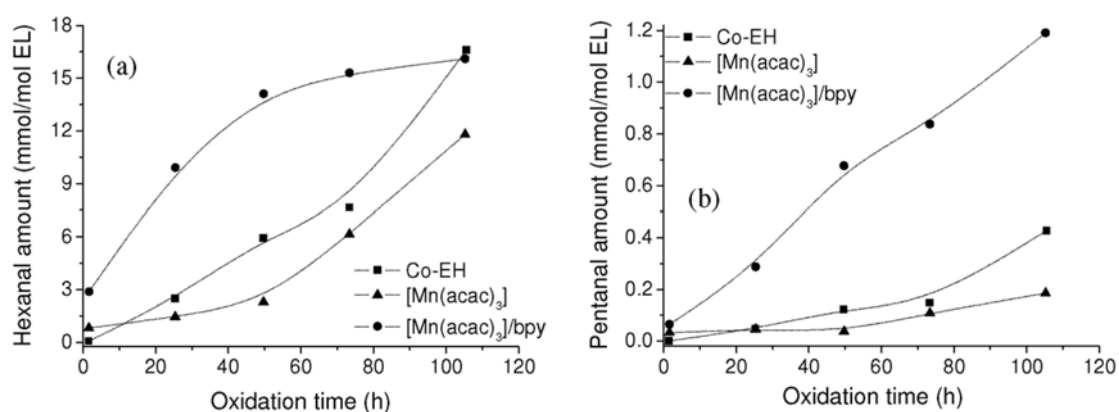 Hexanal amount (mmol/mol EL)
18
15
12
9
6
3
0
(a)
Co-EH
[Mn(acac)₃]
[Mn(acac)₃]/bpy
0 20 40 60 80 100 120
Oxidation time (h)
Pentanal amount (mmol/mol EL)
1.2
1.0
0.8
0.6
0.4
0.2
0.0
Co-EH
[Mn(acac)₃]
[Mn(acac)₃]/bpy
(b)
0 20 40 60 80 100 120
Oxidation time (h)